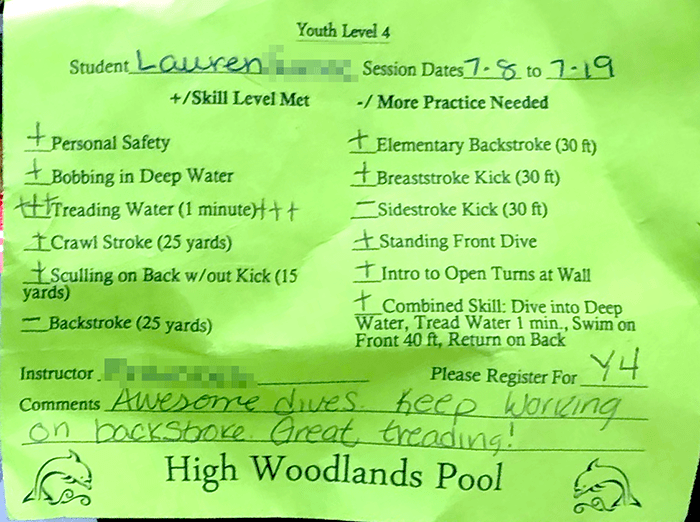 Youth Level 4
Student Lauren Session Dates 7-8 to 7-19
+/Skill Level Met -/ More Practice Needed
+ Personal Safety + Elementary Backstroke (30 ft)
+ Bobbing in Deep Water + Breaststroke Kick (30 ft)
+++ Treading Water (1 minute)+++ - Sidestroke Kick (30 ft)
+ Crawl Stroke (25 yards) + Standing Front Dive
+ Sculling on Back w/out Kick (15 yards) + Intro to Open Turns at Wall
- Backstroke (25 yards) + Combined Skill: Dive into Deep
Water, Tread Water 1 min., Swim on
Front 40 ft, Return on Back
Instructor Please Register For Y4
Comments Awesome dives. Keep working
on backstroke. Great treading!
High Woodlands Pool